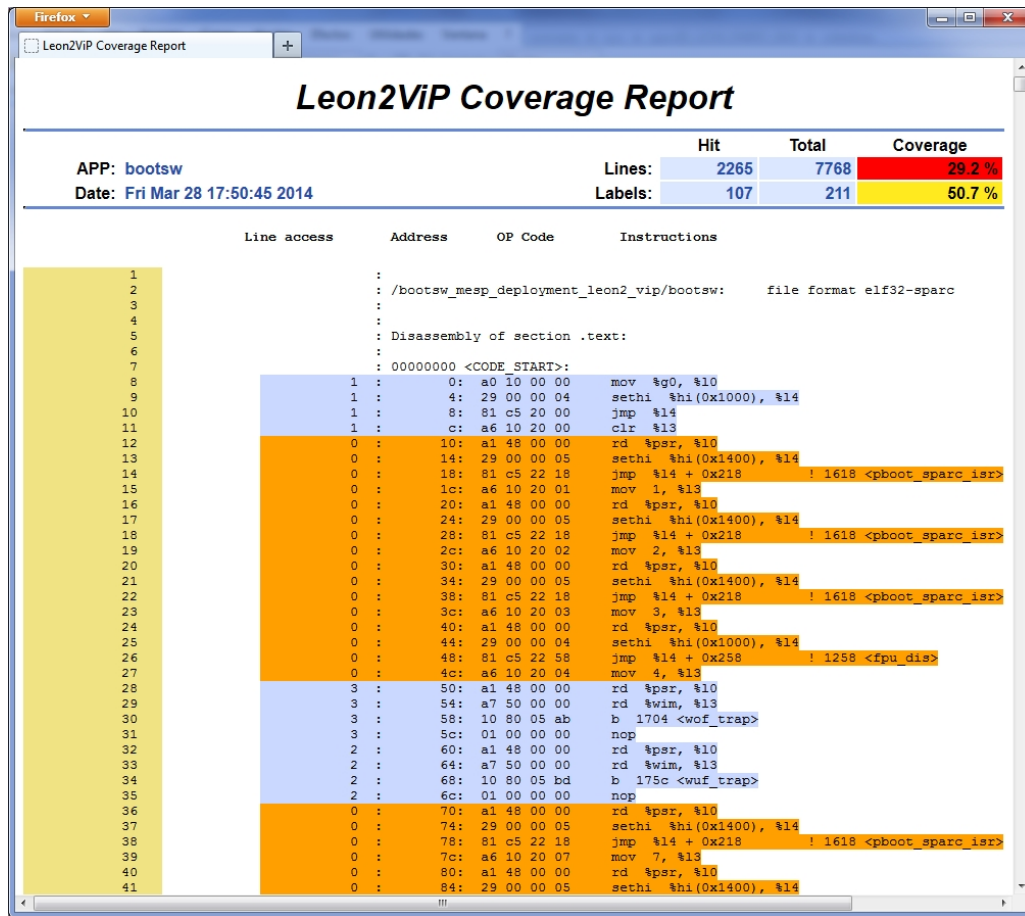 Firefox
Leon2ViP Coverage Report
Leon2ViP Coverage Report
Hit Total Coverage
APP: bootsw Lines: 2265 7768 29.2 %
Date: Fri Mar 28 17:50:45 2014 Labels: 107 211 50.7 %
Line access Address OP Code Instructions
1 :
2 : /bootsw_mesp_deployment_leon2_vip/bootsw: file format elf32-sparc
3 :
4 :
5 : Disassembly of section .text:
6 :
7 : 00000000 <CODE_START>:
8 1 : 0: a0 10 00 00 mov %g0, %l0
9 1 : 4: 29 00 00 04 sethi %hi(0x1000), %l4
10 1 : 8: 81 c5 20 00 jmp %l4
11 1 : c: a6 10 20 00 clr %l3
12 0 : 10: a1 48 00 00 rd %psr, %l0
13 0 : 14: 29 00 00 05 sethi %hi(0x1400), %l4
14 0 : 18: 81 c5 22 18 jmp %l4 + 0x218 ! 1618 <pboot_sparc_isr>
15 0 : 1c: a6 10 20 01 mov 1, %l3
16 0 : 20: a1 48 00 00 rd %psr, %l0
17 0 : 24: 29 00 00 05 sethi %hi(0x1400), %l4
18 0 : 28: 81 c5 22 18 jmp %l4 + 0x218 ! 1618 <pboot_sparc_isr>
19 0 : 2c: a6 10 20 02 mov 2, %l3
20 0 : 30: a1 48 00 00 rd %psr, %l0
21 0 : 34: 29 00 00 05 sethi %hi(0x1400), %l4
22 0 : 38: 81 c5 22 18 jmp %l4 + 0x218 ! 1618 <pboot_sparc_isr>
23 0 : 3c: a6 10 20 03 mov 3, %l3
24 0 : 40: a1 48 00 00 rd %psr, %l0
25 0 : 44: 29 00 00 04 sethi %hi(0x1000), %l4
26 0 : 48: 81 c5 22 58 jmp %l4 + 0x258 ! 1258 <fpu_dis>
27 0 : 4c: a6 10 20 04 mov 4, %l3
28 3 : 50: a1 48 00 00 rd %psr, %l0
29 3 : 54: a7 50 00 00 rd %wim, %l3
30 3 : 58: 10 80 05 ab b 1704 <wof_trap>
31 3 : 5c: 01 00 00 00 nop
32 2 : 60: a1 48 00 00 rd %psr, %l0
33 2 : 64: a7 50 00 00 rd %wim, %l3
34 2 : 68: 10 80 05 bd b 175c <wuf_trap>
35 2 : 6c: 01 00 00 00 nop
36 0 : 70: a1 48 00 00 rd %psr, %l0
37 0 : 74: 29 00 00 05 sethi %hi(0x1400), %l4
38 0 : 78: 81 c5 22 18 jmp %l4 + 0x218 ! 1618 <pboot_sparc_isr>
39 0 : 7c: a6 10 20 07 mov 7, %l3
40 0 : 80: a1 48 00 00 rd %psr, %l0
41 0 : 84: 29 00 00 05 sethi %hi(0x1400), %l4